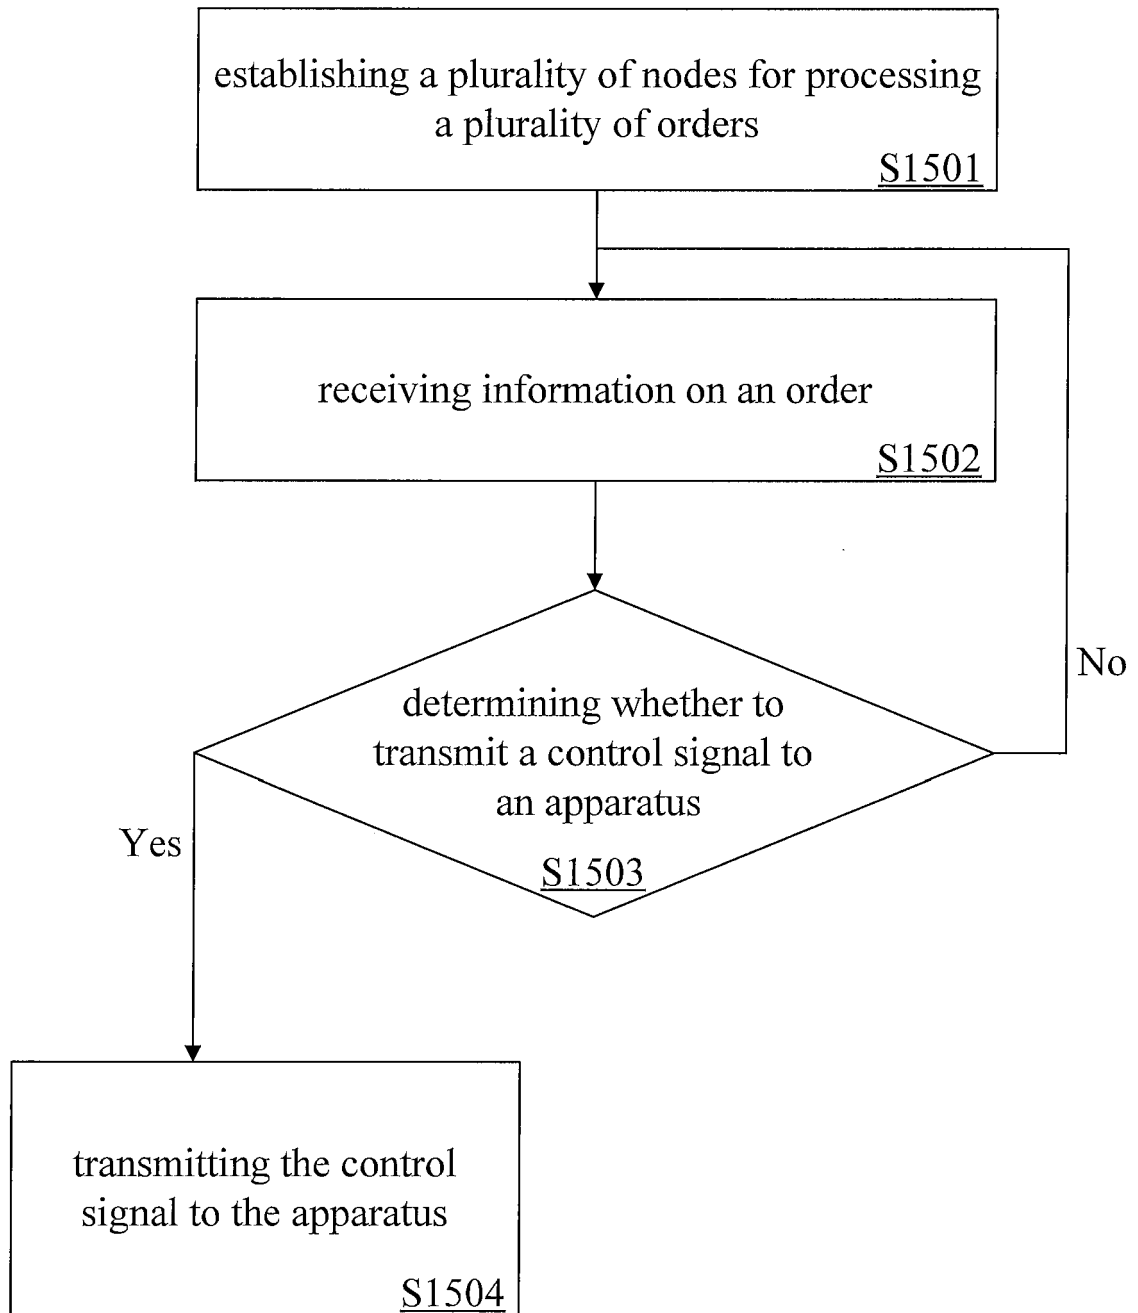 establishing a plurality of nodes for processing
a plurality of orders
S1501
receiving information on an order
S1502
No
determining whether to
transmit a control signal to
an apparatus
Yes
S1503
transmitting the control
signal to the apparatus
S1504